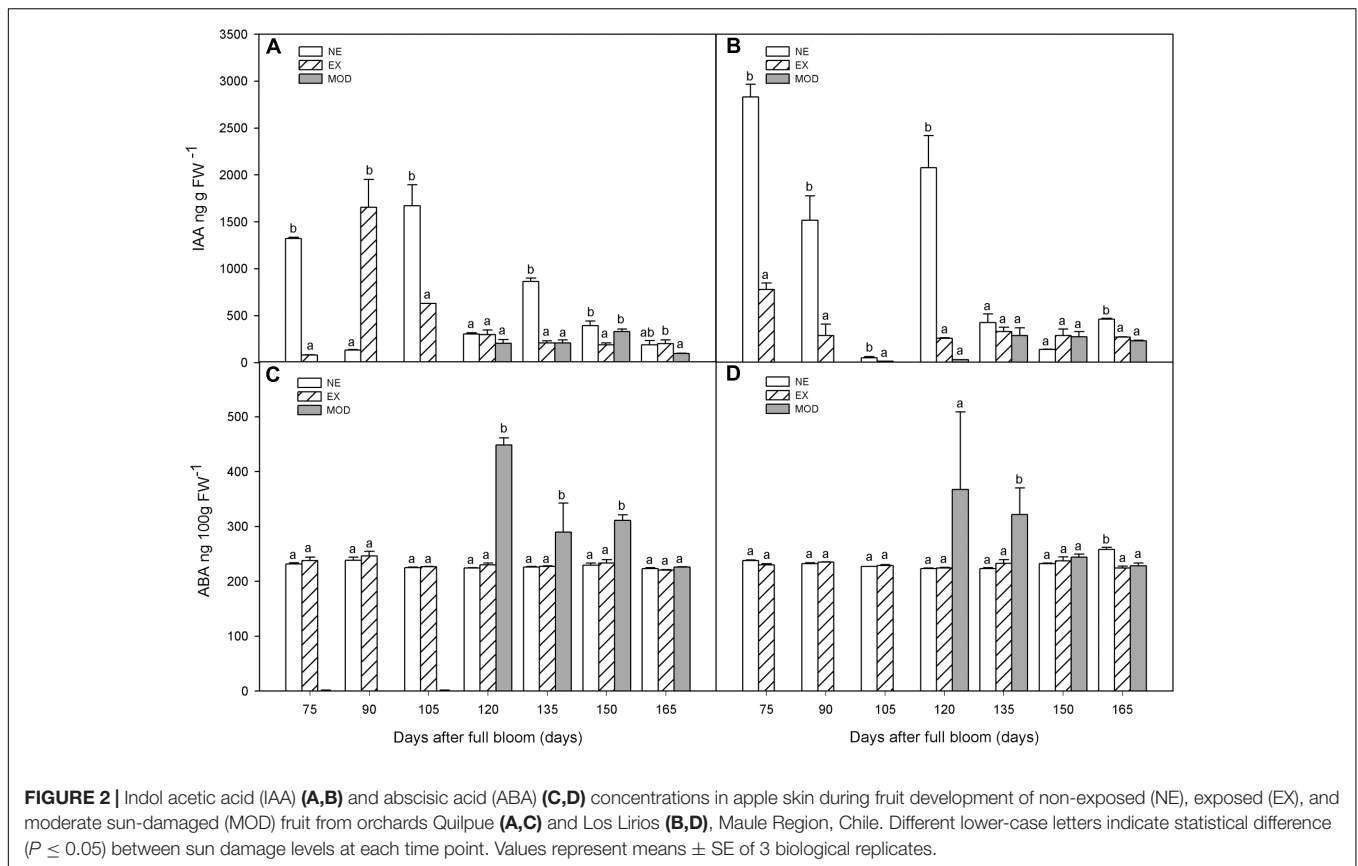 A
NE
EX
MOD
B
NE
EX
MOD
3500
3000
2500
2000
1500
1000
500
0
IAA ng g FW -1
b a a b b a a a a b a a b a b ab b a
b a b a b a b a a a a a a a a b a a
C
NE
EX
MOD
D
NE
EX
MOD
500
400
300
200
100
0
ABA ng 100g FW-1
a a a a a a a a b a a b a a b a a a
a a a a a a a a a a a b a a a b a a
75 90 105 120 135 150 165
75 90 105 120 135 150 165
Days after full bloom (days)
Days after full bloom (days)
FIGURE 2 | Indol acetic acid (IAA) (A,B) and abscisic acid (ABA) (C,D) concentrations in apple skin during fruit development of non-exposed (NE), exposed (EX), and
moderate sun-damaged (MOD) fruit from orchards Quilpue (A,C) and Los Lirios (B,D), Maule Region, Chile. Different lower-case letters indicate statistical difference
(P ≤ 0.05) between sun damage levels at each time point. Values represent means ± SE of 3 biological replicates.